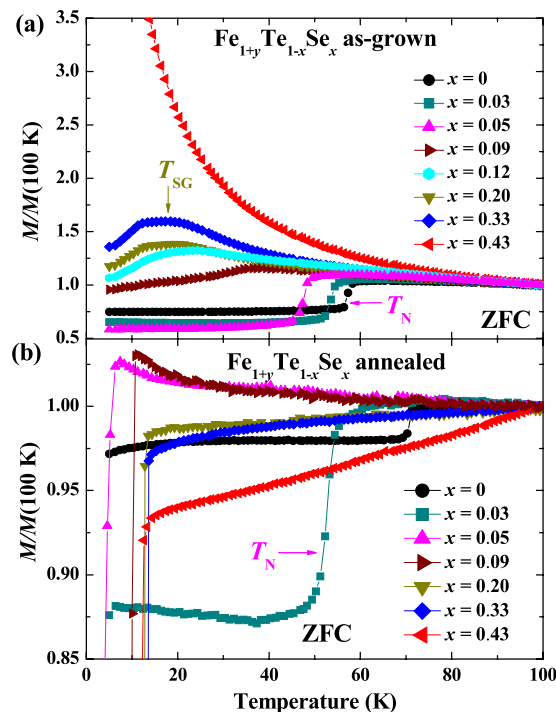 (a)
Fe1+yTe1-xSex as-grown
3.5
3.0
2.5
2.0
1.5
1.0
0.5
M/M(100 K)
x = 0
x = 0.03
x = 0.05
x = 0.09
x = 0.12
x = 0.20
x = 0.33
x = 0.43
TSG
TN
ZFC
(b)
Fe1+yTe1-xSex annealed
1.00
0.95
0.90
0.85
M/M(100 K)
x = 0
x = 0.03
x = 0.05
x = 0.09
x = 0.20
x = 0.33
x = 0.43
TN
ZFC
0 20 40 60 80 100
Temperature (K)